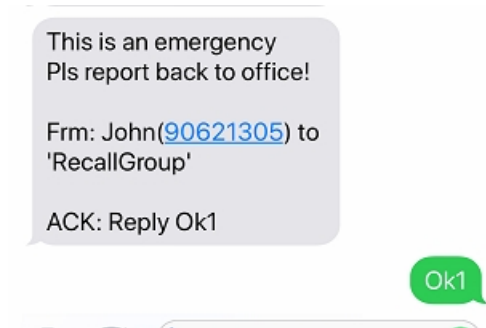 This is an emergency
Pls report back to office!
Frm: John(90621305) to
'RecallGroup'
ACK: Reply Ok1
Ok1